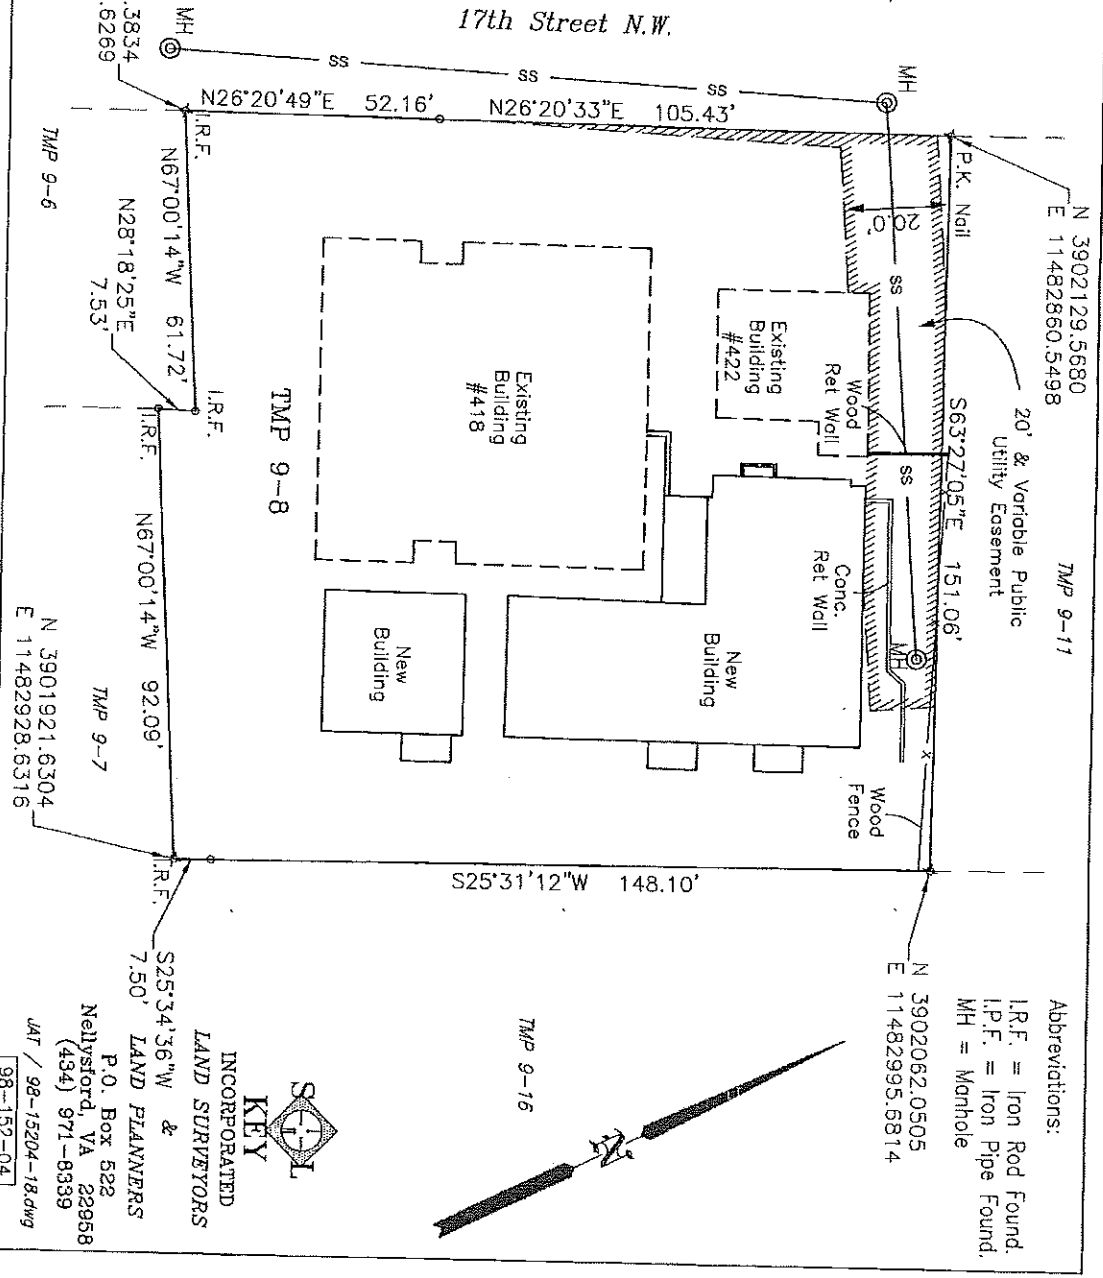 17th Street N.W.
MH
SS
SS
SS
MH
.3834
.6269
N26°20'49"E 52.16'
N26°20'33"E 105.43'
I.R.F.
P.K. Nail
N 3902129.5680
E 11482860.5498
TMP 9-6
N67°00'14"W 61.72'
N28°18'25"E
7.53'
I.R.F.
I.R.F.
20.0'
SS
20' & Variable Public
Utility Easement
S63°27'05"E 151.06'
TMP 9-11
Existing
Building
#422
Wood
Ret Wall
SS
Existing
Building
#418
TMP 9-8
Conc.
Ret Wall
MH
New
Building
New
Building
N67°00'14"W 92.09'
TMP 9-7
N 3901921.6304
E 11482928.6316
x
Wood
Fence
I.R.F.
S25°31'12"W 148.10'
S25°34'36"W
7.50'
N 3902062.0505
E 11482995.6814
Abbreviations:
I.R.F. = Iron Rod Found.
I.P.F. = Iron Pipe Found.
MH = Manhole
TMP 9-16
N
S L
KEY
INCORPORATED
LAND SURVEYORS
&
LAND PLANNERS
P.O. Box 522
Nellysford, VA 22958
(434) 971-8339
JAT / 98-15204-18.dwg
98-152-04